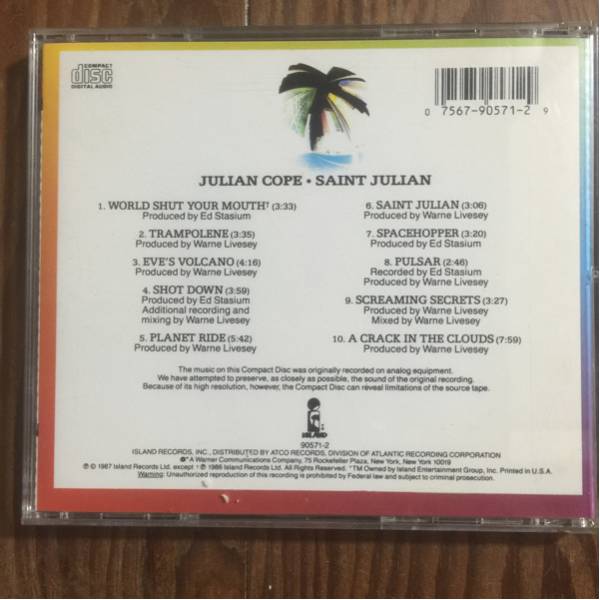 COMPACT
disc
DIGITAL AUDIO
0 7567-90571-2 9
JULIAN COPE • SAINT JULIAN
1. WORLD SHUT YOUR MOUTH† (3:33)
Produced by Ed Stasium
2. TRAMPOLENE (3:35)
Produced by Warne Livesey
3. EVE'S VOLCANO (4:16)
Produced by Warne Livesey
4. SHOT DOWN (3:59)
Produced by Ed Stasium
Additional recording and
mixing by Warne Livesey
5. PLANET RIDE (5:42)
Produced by Warne Livesey
6. SAINT JULIAN (3:06)
Produced by Warne Livesey
7. SPACEHOPPER (3:20)
Produced by Warne Livesey
8. PULSAR (2:46)
Recorded by Ed Stasium
Produced by Warne Livesey
9. SCREAMING SECRETS (3:27)
Produced by Warne Livesey
Mixed by Warne Livesey
10. A CRACK IN THE CLOUDS (7:59)
Produced by Warne Livesey
The music on this Compact Disc was originally recorded on analog equipment.
We have attempted to preserve, as closely as possible, the sound of the original recording.
Because of its high resolution, however, the Compact Disc can reveal limitations of the source tape.
ISLAND
90571-2
ISLAND RECORDS, INC., DISTRIBUTED BY ATCO RECORDS, DIVISION OF ATLANTIC RECORDING CORPORATION
℗* A Warner Communications Company, 75 Rockefeller Plaza, New York, New York 10019
℗ © 1987 Island Records Ltd. except † ℗ 1986 Island Records Ltd. All Rights Reserved. *TM Owned by Island Entertainment Group, Inc. Printed in U.S.A.
Warning: Unauthorized reproduction of this recording is prohibited by Federal law and subject to criminal prosecution.